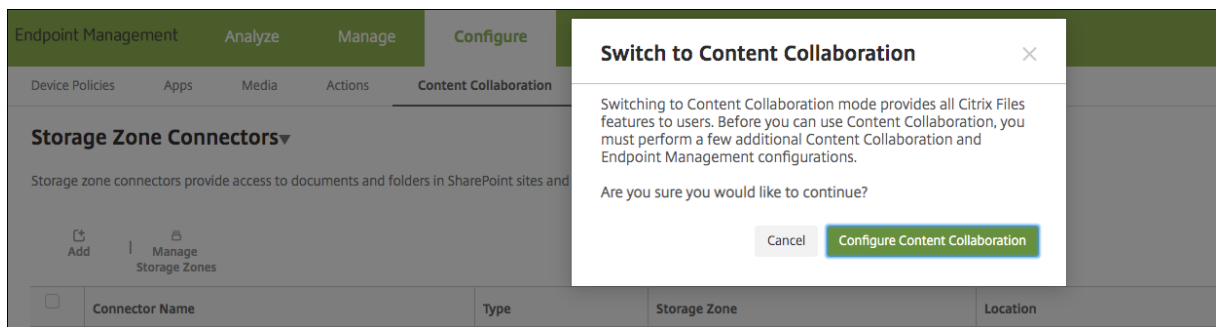 Endpoint Management Analyze Manage Configure
Device Policies Apps Media Actions Content Collaboration
Storage Zone Connectors
Storage zone connectors provide access to documents and folders in SharePoint sites and
Add
Manage
Storage Zones
Connector Name Type Storage Zone Location
Switch to Content Collaboration
Switching to Content Collaboration mode provides all Citrix Files
features to users. Before you can use Content Collaboration, you
must perform a few additional Content Collaboration and
Endpoint Management configurations.
Are you sure you would like to continue?
Cancel Configure Content Collaboration